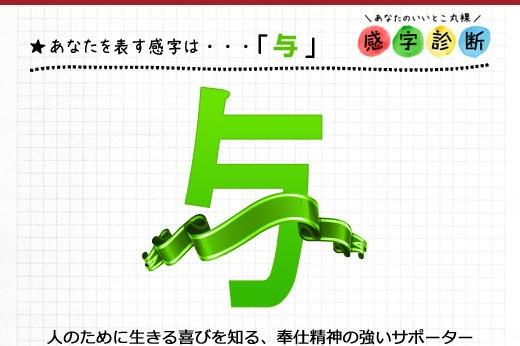 ＼あなたのいいとこ丸裸／
感字診断
★あなたを表す感字は・・・「与」
与
人のために生きる喜びを知る、奉仕精神の強いサポーター